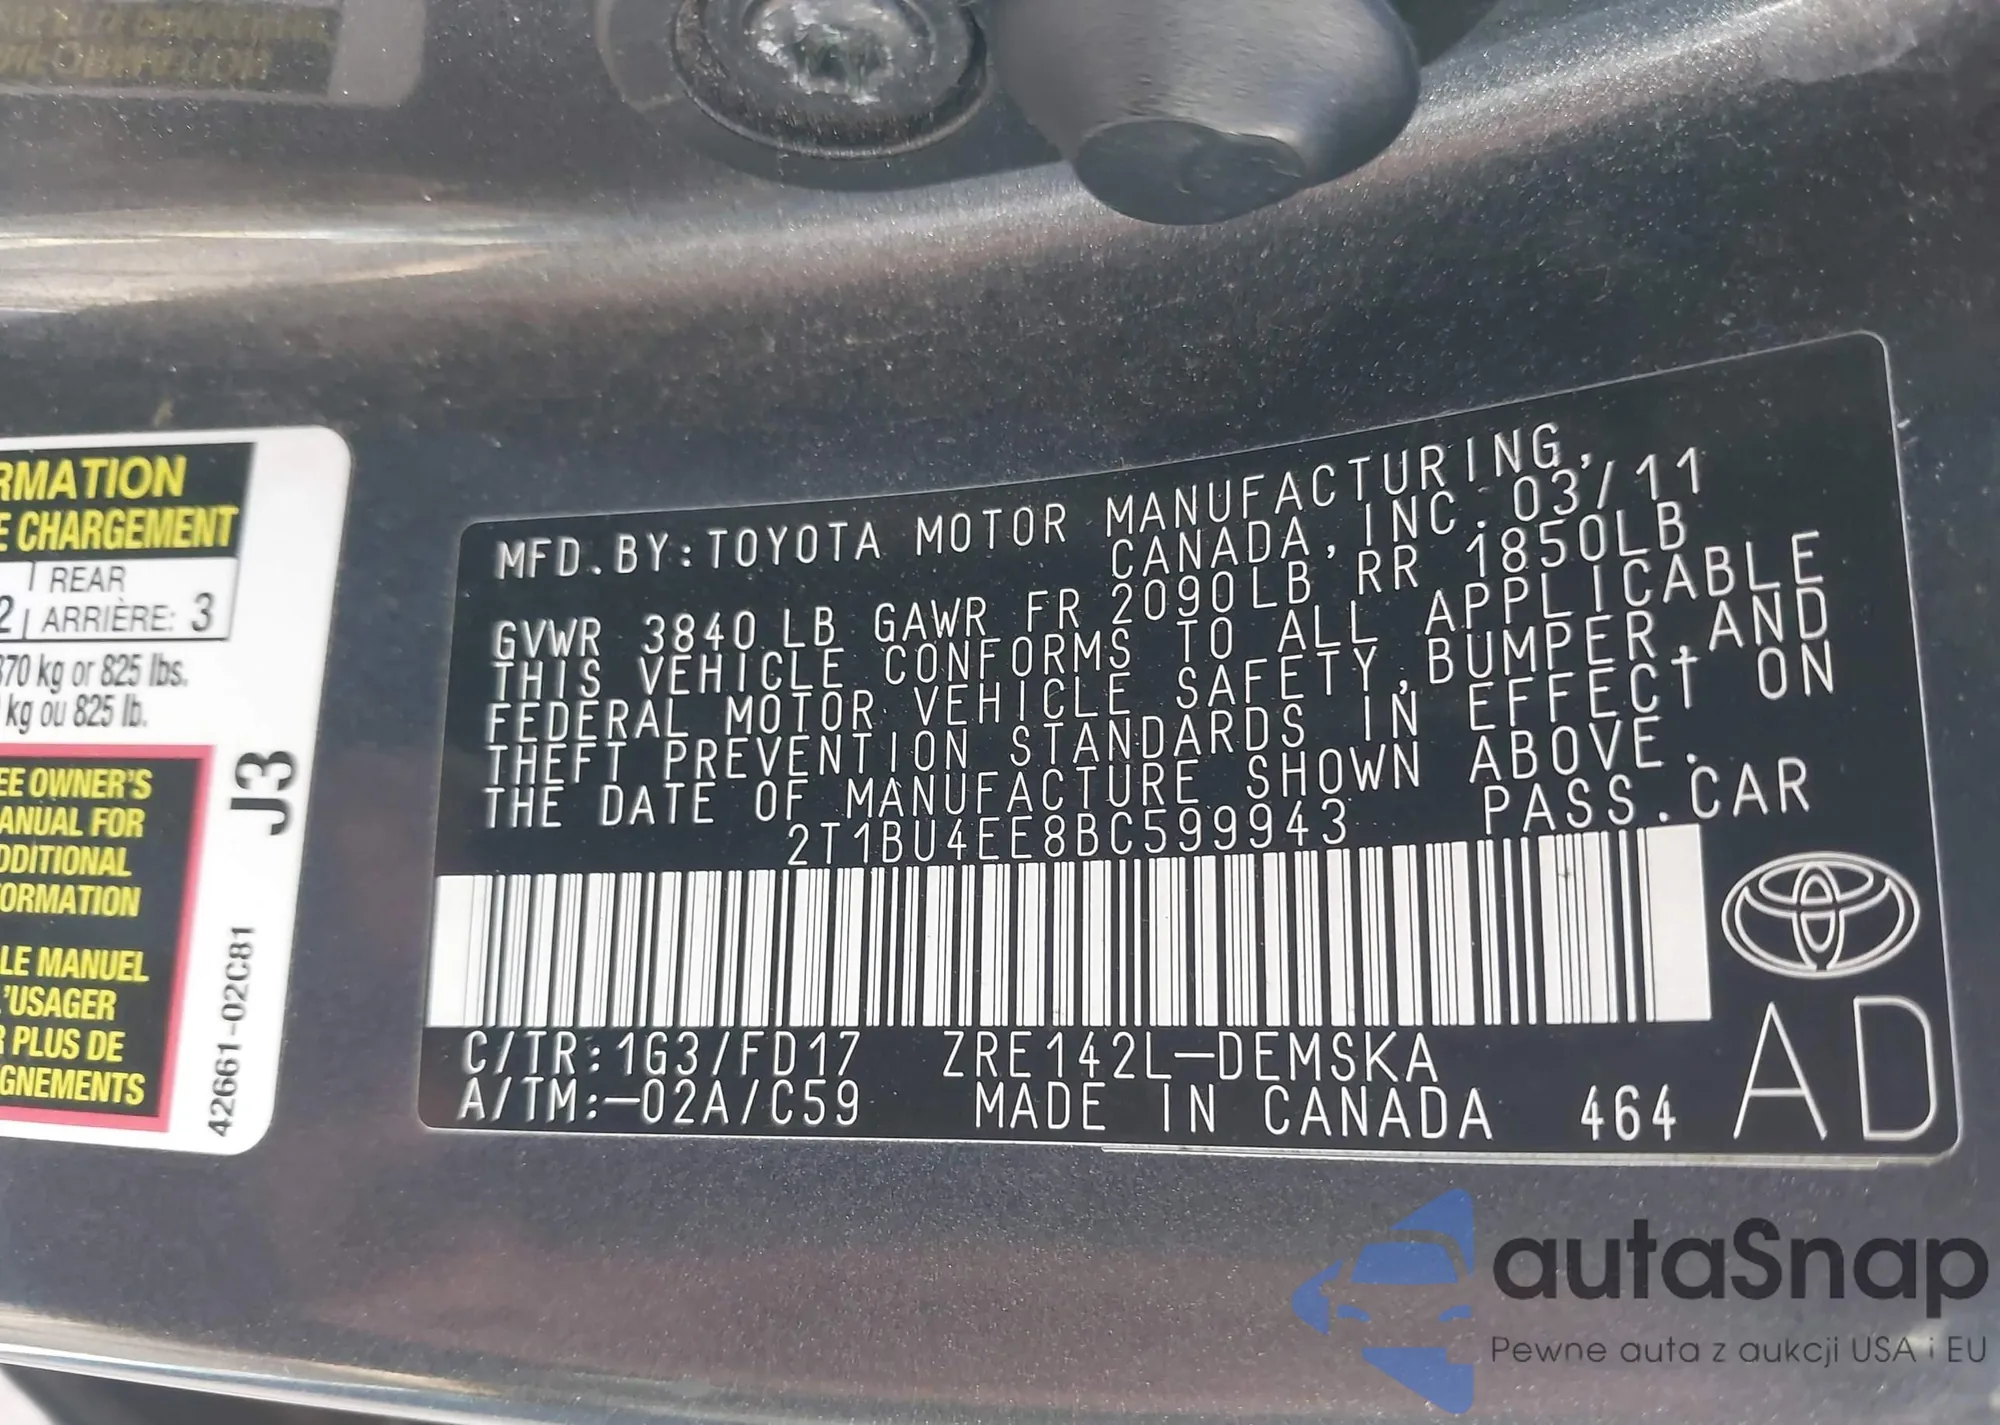 RMATION
E CHARGEMENT
2 REAR
ARRIÈRE: 3
370 kg or 825 lbs.
kg ou 825 lb.
EE OWNER'S
ANUAL FOR
DDITIONAL
FORMATION
LE MANUEL
L'USAGER
R PLUS DE
GNEMENTS
J3
42661-02C81
MFD.BY:TOYOTA MOTOR MANUFACTURING,
CANADA,INC. 03/11
GVWR 3840LB GAWR FR 2090LB RR 1850LB
THIS VEHICLE CONFORMS TO ALL APPLICABLE
FEDERAL MOTOR VEHICLE SAFETY,BUMPER,AND
THEFT PREVENTION STANDARDS IN EFFECT ON
THE DATE OF MANUFACTURE SHOWN ABOVE.
2T1BU4EE8BC599943 PASS.CAR
C/TR:1G3/FD17 ZRE142L-DEMSKA
A/TM:-02A/C59 MADE IN CANADA 464
AD
autaSnap
Pewne auta z aukcji USA i EU